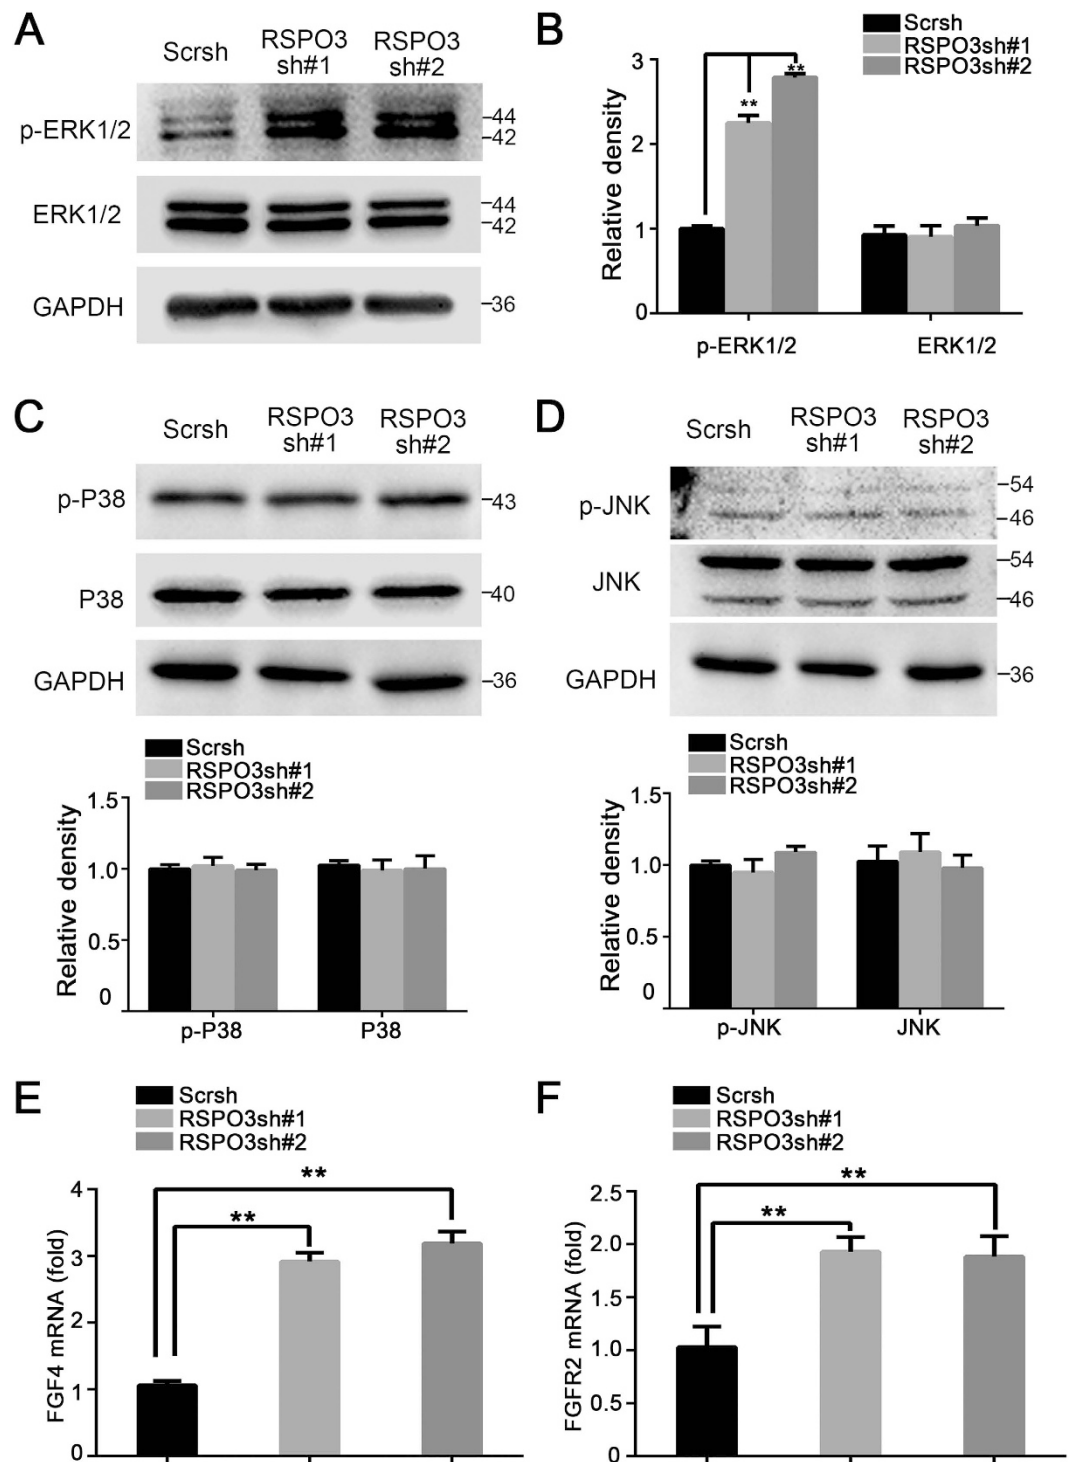 A
Scrsh
RSPO3
sh#1
RSPO3
sh#2
p-ERK1/2
44
42
ERK1/2
44
42
GAPDH
36
B
Scrsh
RSPO3sh#1
RSPO3sh#2
Relative density
3
2
1
0
**
**
p-ERK1/2
ERK1/2
C
Scrsh
RSPO3
sh#1
RSPO3
sh#2
p-P38
43
P38
40
GAPDH
36
Scrsh
RSPO3sh#1
RSPO3sh#2
Relative density
1.5
1.0
0.5
0
p-P38
P38
D
Scrsh
RSPO3
sh#1
RSPO3
sh#2
p-JNK
54
46
JNK
54
46
GAPDH
36
Scrsh
RSPO3sh#1
RSPO3sh#2
Relative density
1.5
1.0
0.5
0
p-JNK
JNK
E
Scrsh
RSPO3sh#1
RSPO3sh#2
FGF4 mRNA (fold)
4
3
2
1
0
**
**
F
Scrsh
RSPO3sh#1
RSPO3sh#2
FGFR2 mRNA (fold)
2.5
2.0
1.5
1.0
0.5
0
**
**